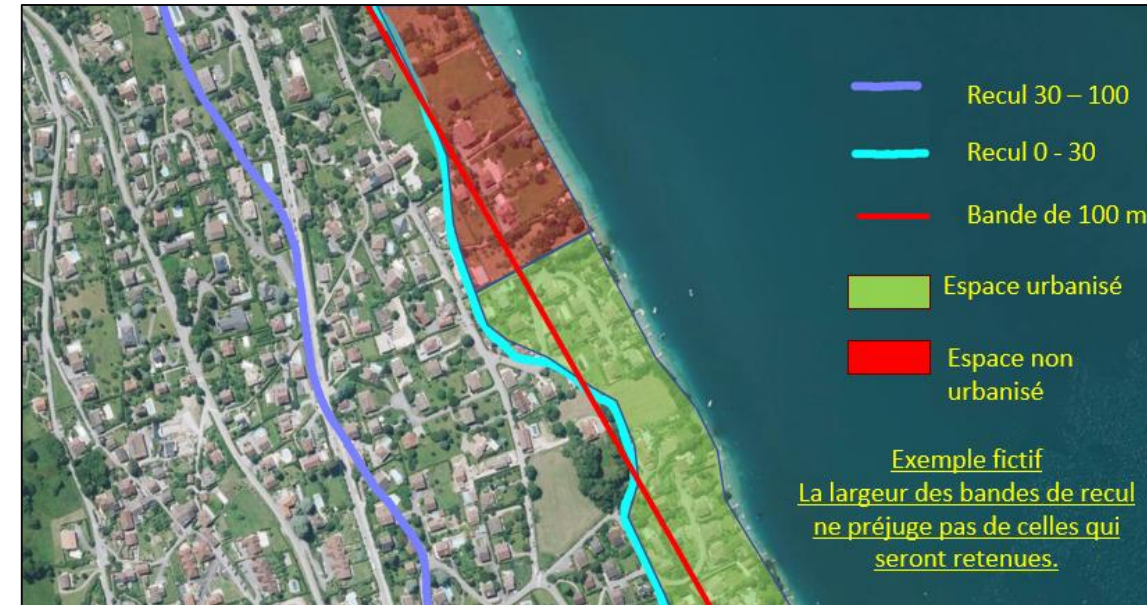 Recul 30 – 100
Recul 0 - 30
Bande de 100 m
Espace urbanisé
Espace non
urbanisé
Exemple fictif
La largeur des bandes de recul
ne préjuge pas de celles qui
seront retenues.